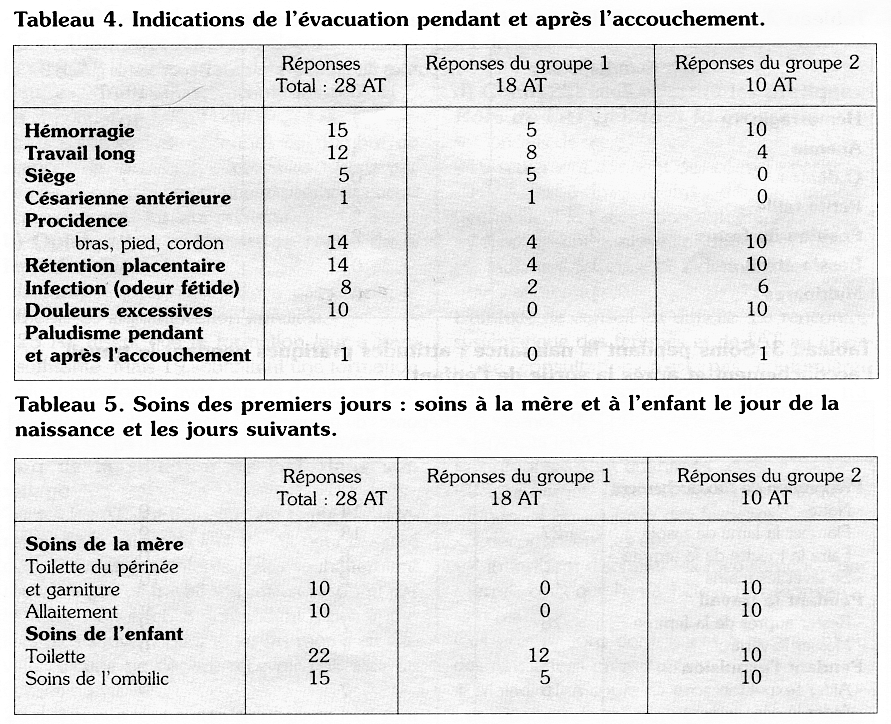 Tableau 4. Indications de l'évacuation pendant et après l'accouchement.
Réponses Réponses du groupe 1 Réponses du groupe 2
Total : 28 AT 18 AT 10 AT
Hémorragie 15 5 10
Travail long 12 8 4
Siège 5 5 0
Césarienne antérieure 1 1 0
Procidence
bras, pied, cordon 14 4 10
Rétention placentaire 14 4 10
Infection (odeur fétide) 8 2 6
Douleurs excessives 10 0 10
Paludisme pendant
et après l'accouchement 1 0 1
Tableau 5. Soins des premiers jours : soins à la mère et à l'enfant le jour de la
naissance et les jours suivants.
Réponses Réponses du groupe 1 Réponses du groupe 2
Total : 28 AT 18 AT 10 AT
Soins de la mère
Toilette du périnée
et garniture 10 0 10
Allaitement 10 0 10
Soins de l'enfant
Toilette 22 12 10
Soins de l'ombilic 15 5 10